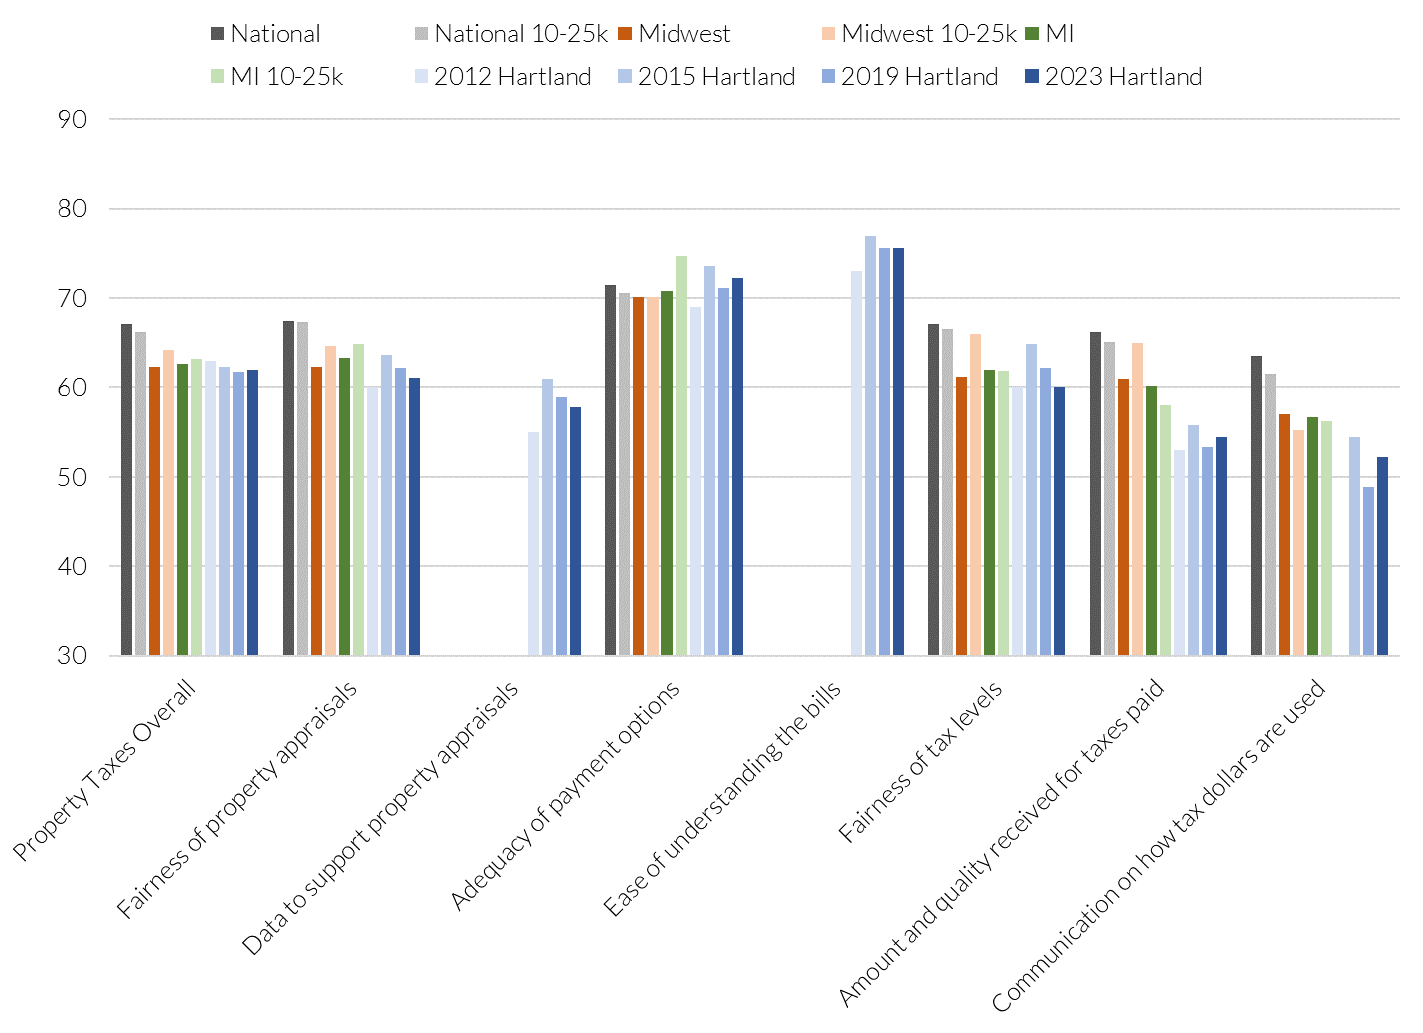 National National 10-25k Midwest Midwest 10-25k MI
MI 10-25k 2012 Hartland 2015 Hartland 2019 Hartland 2023 Hartland
90
80
70
60
50
40
30
Property Taxes Overall
Fairness of property appraisals
Data to support property appraisals
Adequacy of payment options
Ease of understanding the bills
Fairness of tax levels
Amount and quality received for taxes paid
Communication on how tax dollars are used